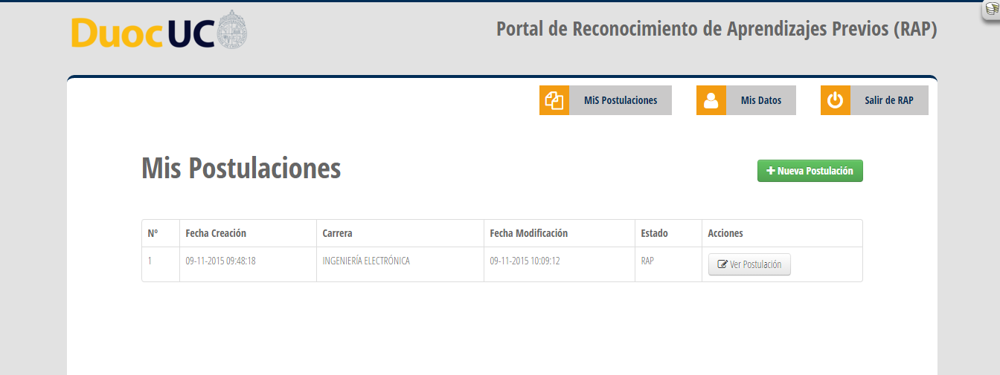 Duoc UC
Portal de Reconocimiento de Aprendizajes Previos (RAP)
MiS Postulaciones
Mis Datos
Salir de RAP
Mis Postulaciones
Nueva Postulación
Nº Fecha Creación Carrera Fecha Modificación Estado Acciones
1 09-11-2015 09:48:18 INGENIERÍA ELECTRÓNICA 09-11-2015 10:09:12 RAP Ver Postulación